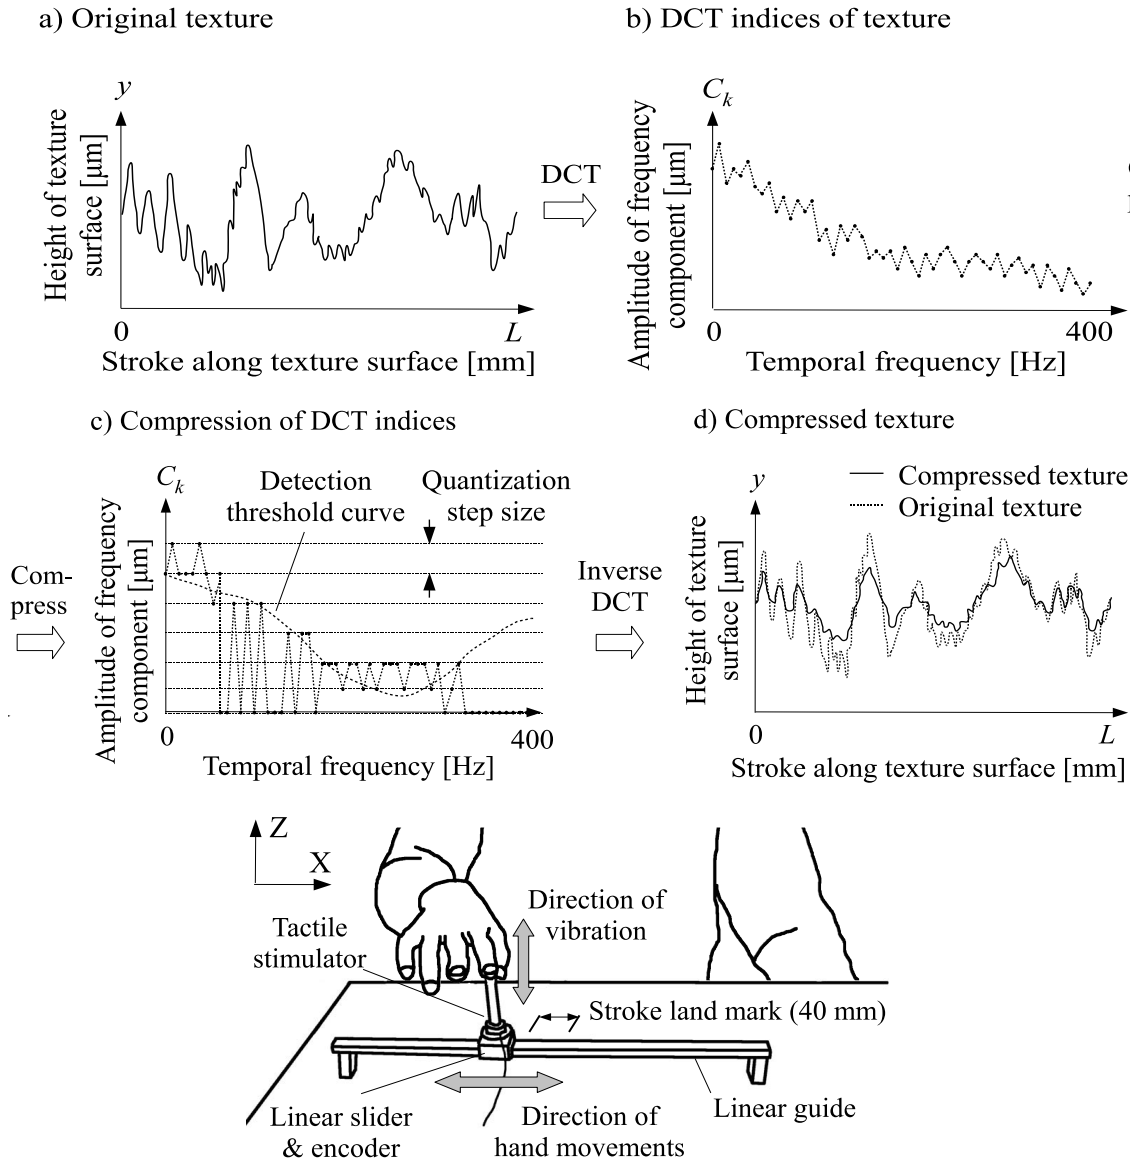 a) Original texture
y
Height of texture
surface [μm]
0
L
Stroke along texture surface [mm]
DCT
b) DCT indices of texture
C_k
Amplitude of frequency
component [μm]
0
400
Temporal frequency [Hz]
Com-
press
c) Compression of DCT indices
C_k
Amplitude of frequency
component [μm]
Detection
threshold curve
Quantization
step size
0
400
Temporal frequency [Hz]
Inverse
DCT
d) Compressed texture
y
Compressed texture
Original texture
Height of texture
surface [μm]
0
L
Stroke along texture surface [mm]
Z
X
Tactile
stimulator
Direction of
vibration
Stroke land mark (40 mm)
Linear slider
& encoder
Direction of
hand movements
Linear guide